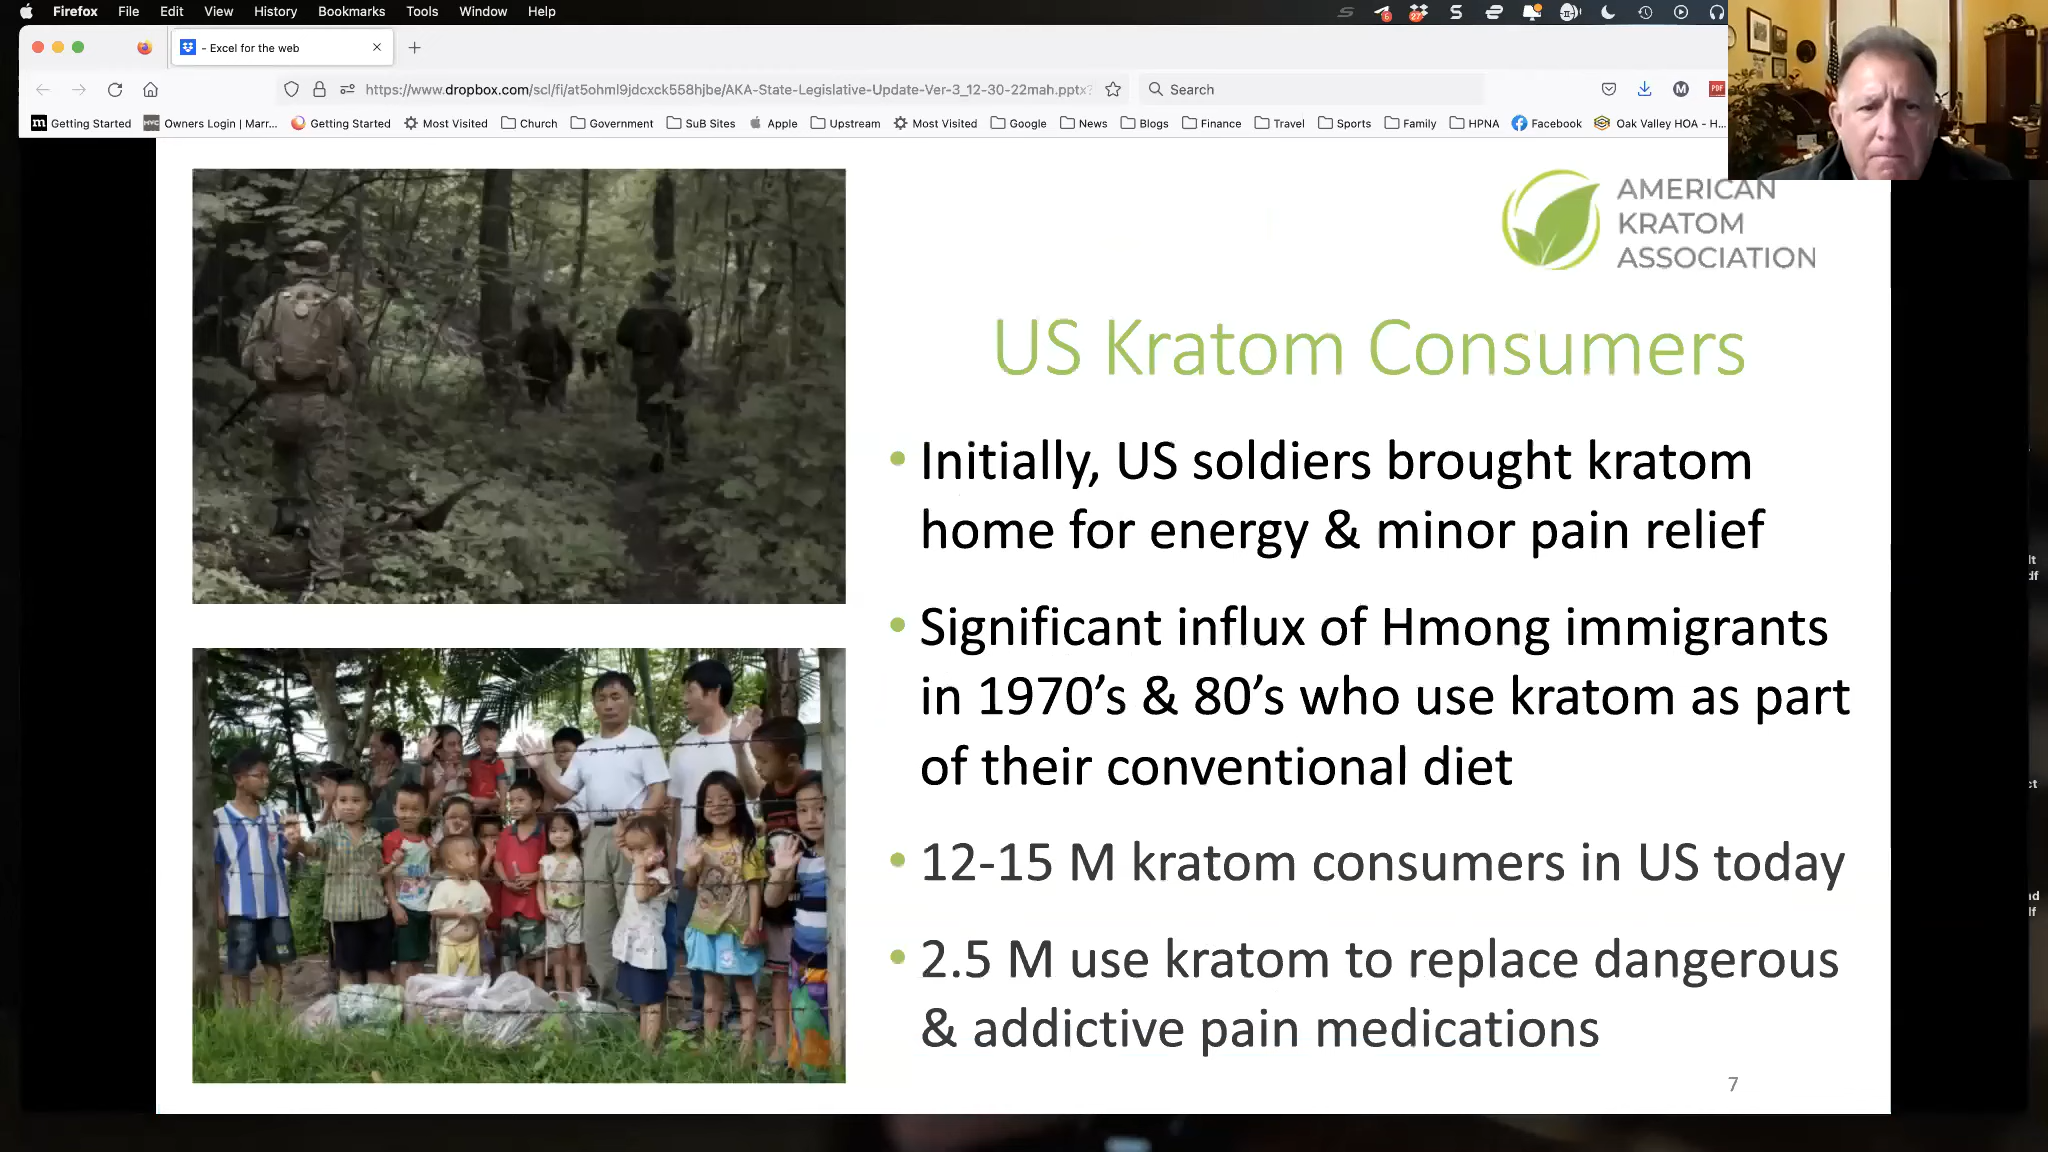 Firefox File Edit View History Bookmarks Tools Window Help
- Excel for the web
https://www.dropbox.com/scl/fi/at5ohml9jdcxck558hjbe/AKA-State-Legislative-Update-Ver-3_12-30-22mah.pptx?
Search
Getting Started Owners Login | Marr... Getting Started Most Visited Church Government SuB Sites Apple Upstream Most Visited Google News Blogs Finance Travel Sports Family HPNA Facebook Oak Valley HOA - H...
AMERICAN
KRATOM
ASSOCIATION
US Kratom Consumers
• Initially, US soldiers brought kratom
home for energy & minor pain relief
• Significant influx of Hmong immigrants
in 1970’s & 80’s who use kratom as part
of their conventional diet
• 12-15 M kratom consumers in US today
• 2.5 M use kratom to replace dangerous
& addictive pain medications
7